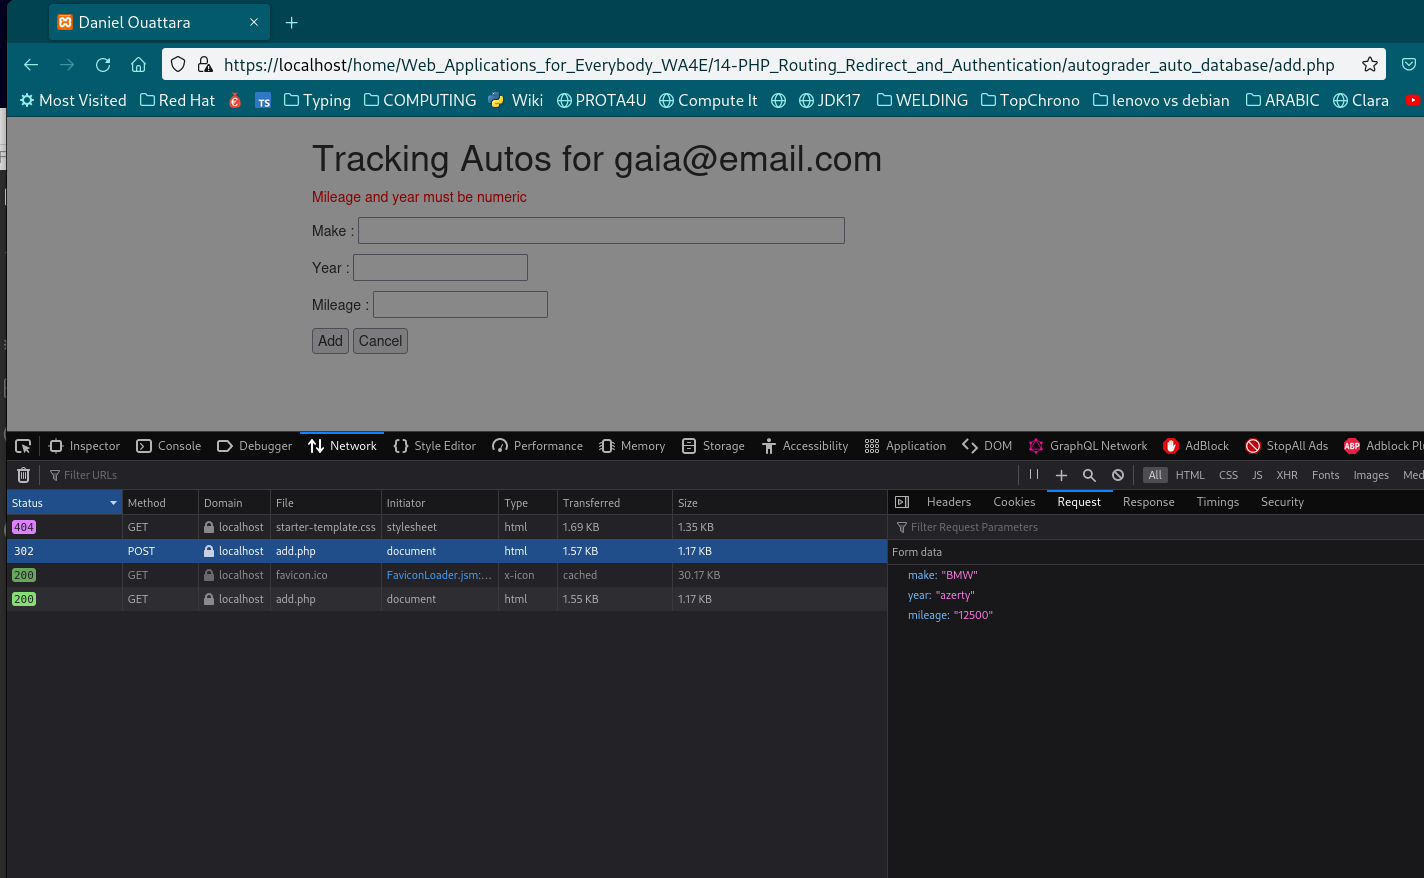 Daniel Ouattara
https://localhost/home/Web_Applications_for_Everybody_WA4E/14-PHP_Routing_Redirect_and_Authentication/autograder_auto_database/add.php
Most Visited Red Hat TS Typing COMPUTING Wiki PROTA4U Compute It JDK17 WELDING TopChrono lenovo vs debian ARABIC Clara
Tracking Autos for gaia@email.com
Mileage and year must be numeric
Make :
Year :
Mileage :
Add Cancel
Inspector Console Debugger Network Style Editor Performance Memory Storage Accessibility Application DOM GraphQL Network AdBlock StopAll Ads ABP Adblock Plu
Filter URLs All HTML CSS JS XHR Fonts Images Med
Status Method Domain File Initiator Type Transferred Size Headers Cookies Request Response Timings Security
404 GET localhost starter-template.css stylesheet html 1.69 KB 1.35 KB Filter Request Parameters
302 POST localhost add.php document html 1.57 KB 1.17 KB Form data
200 GET localhost favicon.ico FaviconLoader.jsm:... x-icon cached 30.17 KB make: "BMW"
200 GET localhost add.php document html 1.55 KB 1.17 KB year: "azerty"
mileage: "12500"